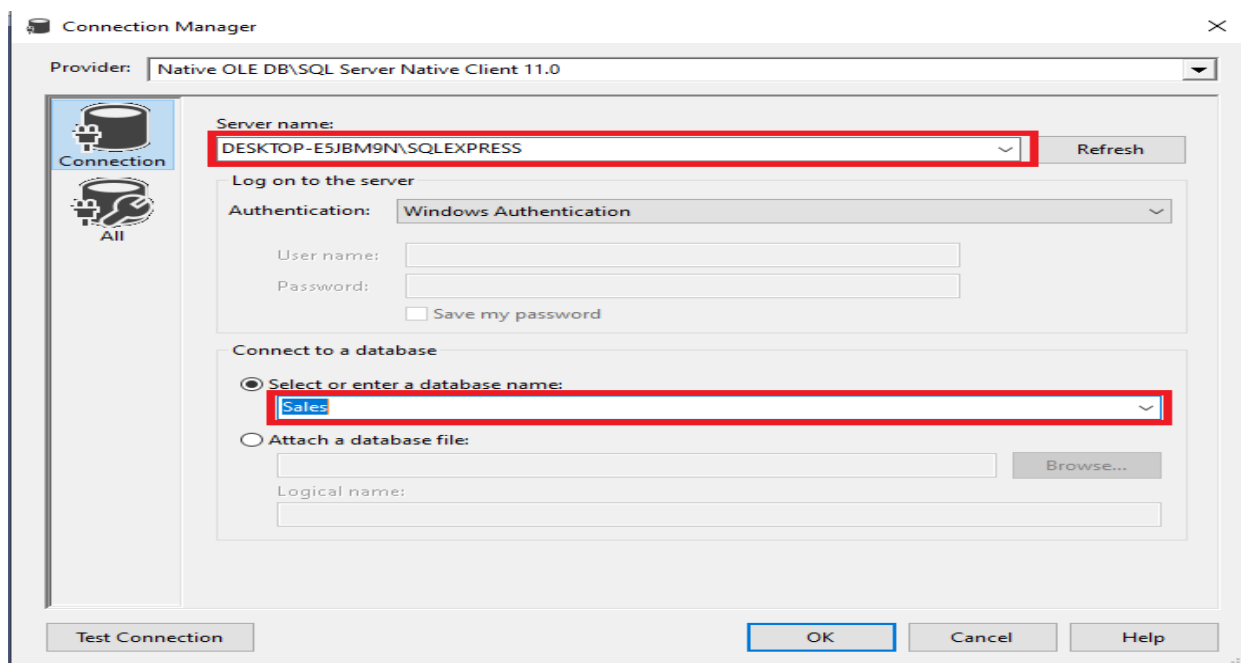 Connection Manager
Provider: Native OLE DB\SQL Server Native Client 11.0
Connection
All
Server name:
DESKTOP-E5JBM9N\SQLEXPRESS
Refresh
Log on to the server
Authentication: Windows Authentication
User name:
Password:
Save my password
Connect to a database
Select or enter a database name:
Sales
Attach a database file:
Browse...
Logical name:
Test Connection
OK
Cancel
Help